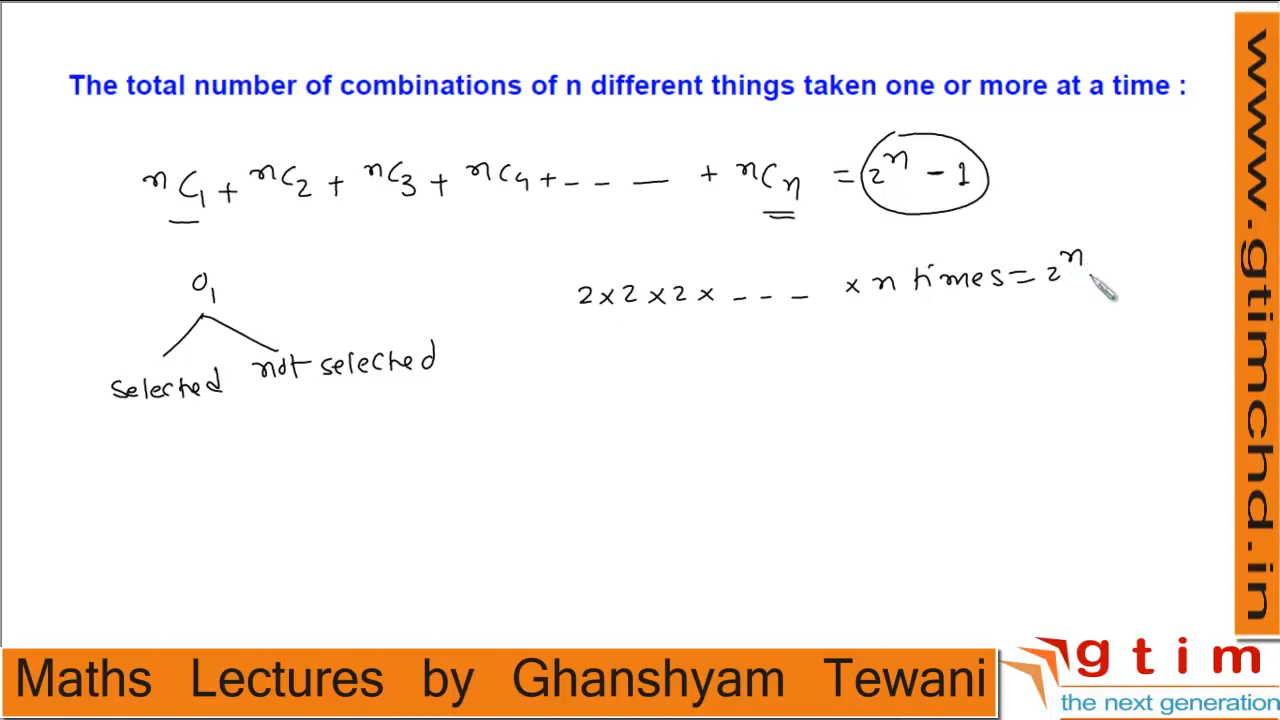 The total number of combinations of n different things taken one or more at a time :
ⁿC₁ + ⁿC₂ + ⁿC₃ + ⁿC₄ + - - — + ⁿCₙ = 2ⁿ - 1
O₁
2 × 2 × 2 × - - - × n times = 2ⁿ
selected not selected
Maths Lectures by Ghanshyam Tewani
gtim
the next generation
www.gtimchd.in